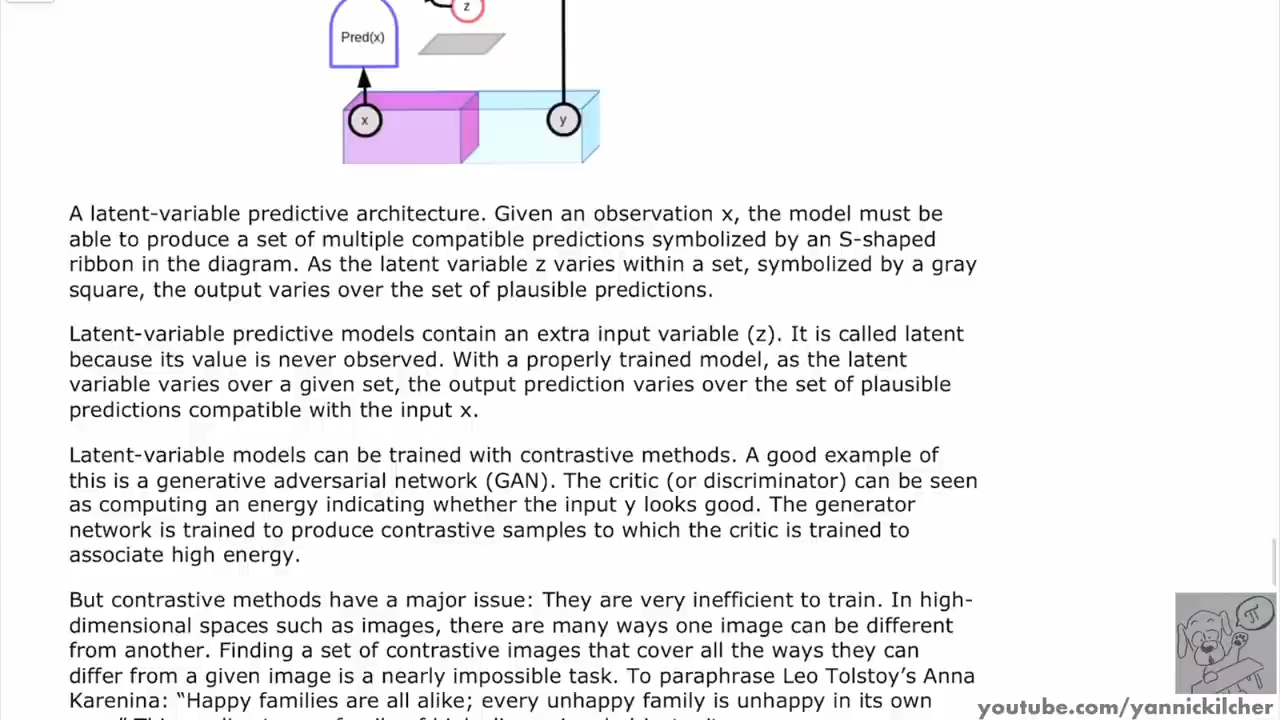 z
Pred(x)
x
y
A latent-variable predictive architecture. Given an observation x, the model must be
able to produce a set of multiple compatible predictions symbolized by an S-shaped
ribbon in the diagram. As the latent variable z varies within a set, symbolized by a gray
square, the output varies over the set of plausible predictions.
Latent-variable predictive models contain an extra input variable (z). It is called latent
because its value is never observed. With a properly trained model, as the latent
variable varies over a given set, the output prediction varies over the set of plausible
predictions compatible with the input x.
Latent-variable models can be trained with contrastive methods. A good example of
this is a generative adversarial network (GAN). The critic (or discriminator) can be seen
as computing an energy indicating whether the input y looks good. The generator
network is trained to produce contrastive samples to which the critic is trained to
associate high energy.
But contrastive methods have a major issue: They are very inefficient to train. In high-
dimensional spaces such as images, there are many ways one image can be different
from another. Finding a set of contrastive images that cover all the ways they can
differ from a given image is a nearly impossible task. To paraphrase Leo Tolstoy’s Anna
Karenina: “Happy families are all alike; every unhappy family is unhappy in its own
π
youtube.com/yannickilcher